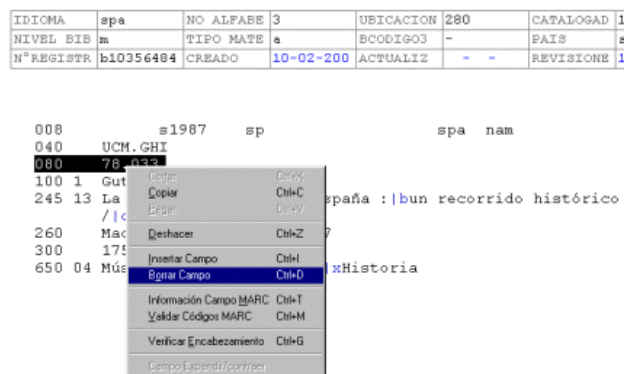 IDIOMA spa NO ALFABE 3 UBICACION 280 CATALOGAD 1
NIVEL BIB m TIPO MATE a BCODIGO3 - PAIS s
NºREGISTR b10356484 CREADO 10-02-200 ACTUALIZ - - REVISIONE 1
008 s1987 sp spa nam
040 UCM.GHI
080 78.033
100 1 Gut
Cortar Ctrl+X
Copiar Ctrl+C
245 13 La España :|bun recorrido histórico
/|c
Pegar Ctrl+V
260 Mad 7
Deshacer Ctrl+Z
300 175
Insertar Campo Ctrl+I
650 04 Mús |xHistoria
Borrar Campo Ctrl+D
Información Campo MARC Ctrl+T
Validar Códigos MARC Ctrl+M
Verificar Encabezamiento Ctrl+G
Campo Expandir/contraer